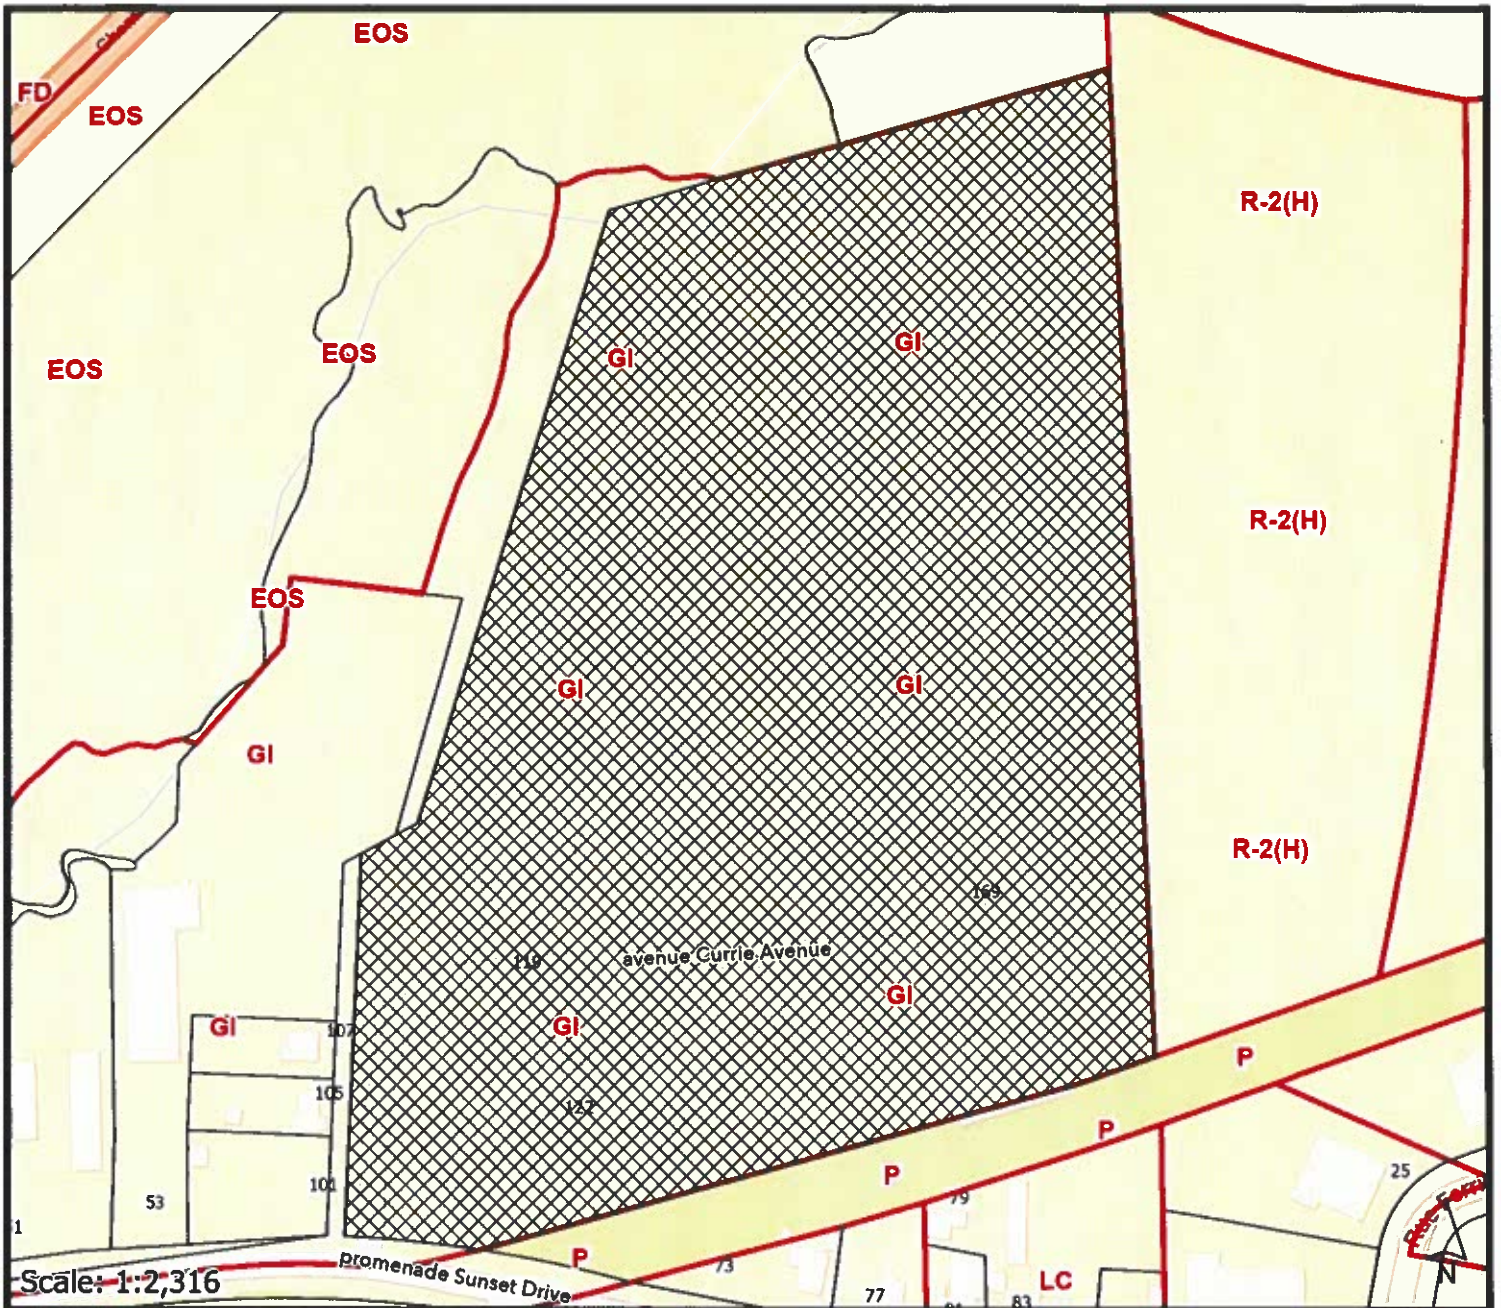 EOS
FD
EOS
R-2(H)
GI
GI
EOS
EOS
R-2(H)
EOS
GI
GI
GI
R-2(H)
169
119
avenue Currie Avenue
GI
GI
GI
107
P
105
122
P
25
P
101
53
79
1
P
promenade Sunset Drive
73
LC
77
83
N
Scale: 1:2,316